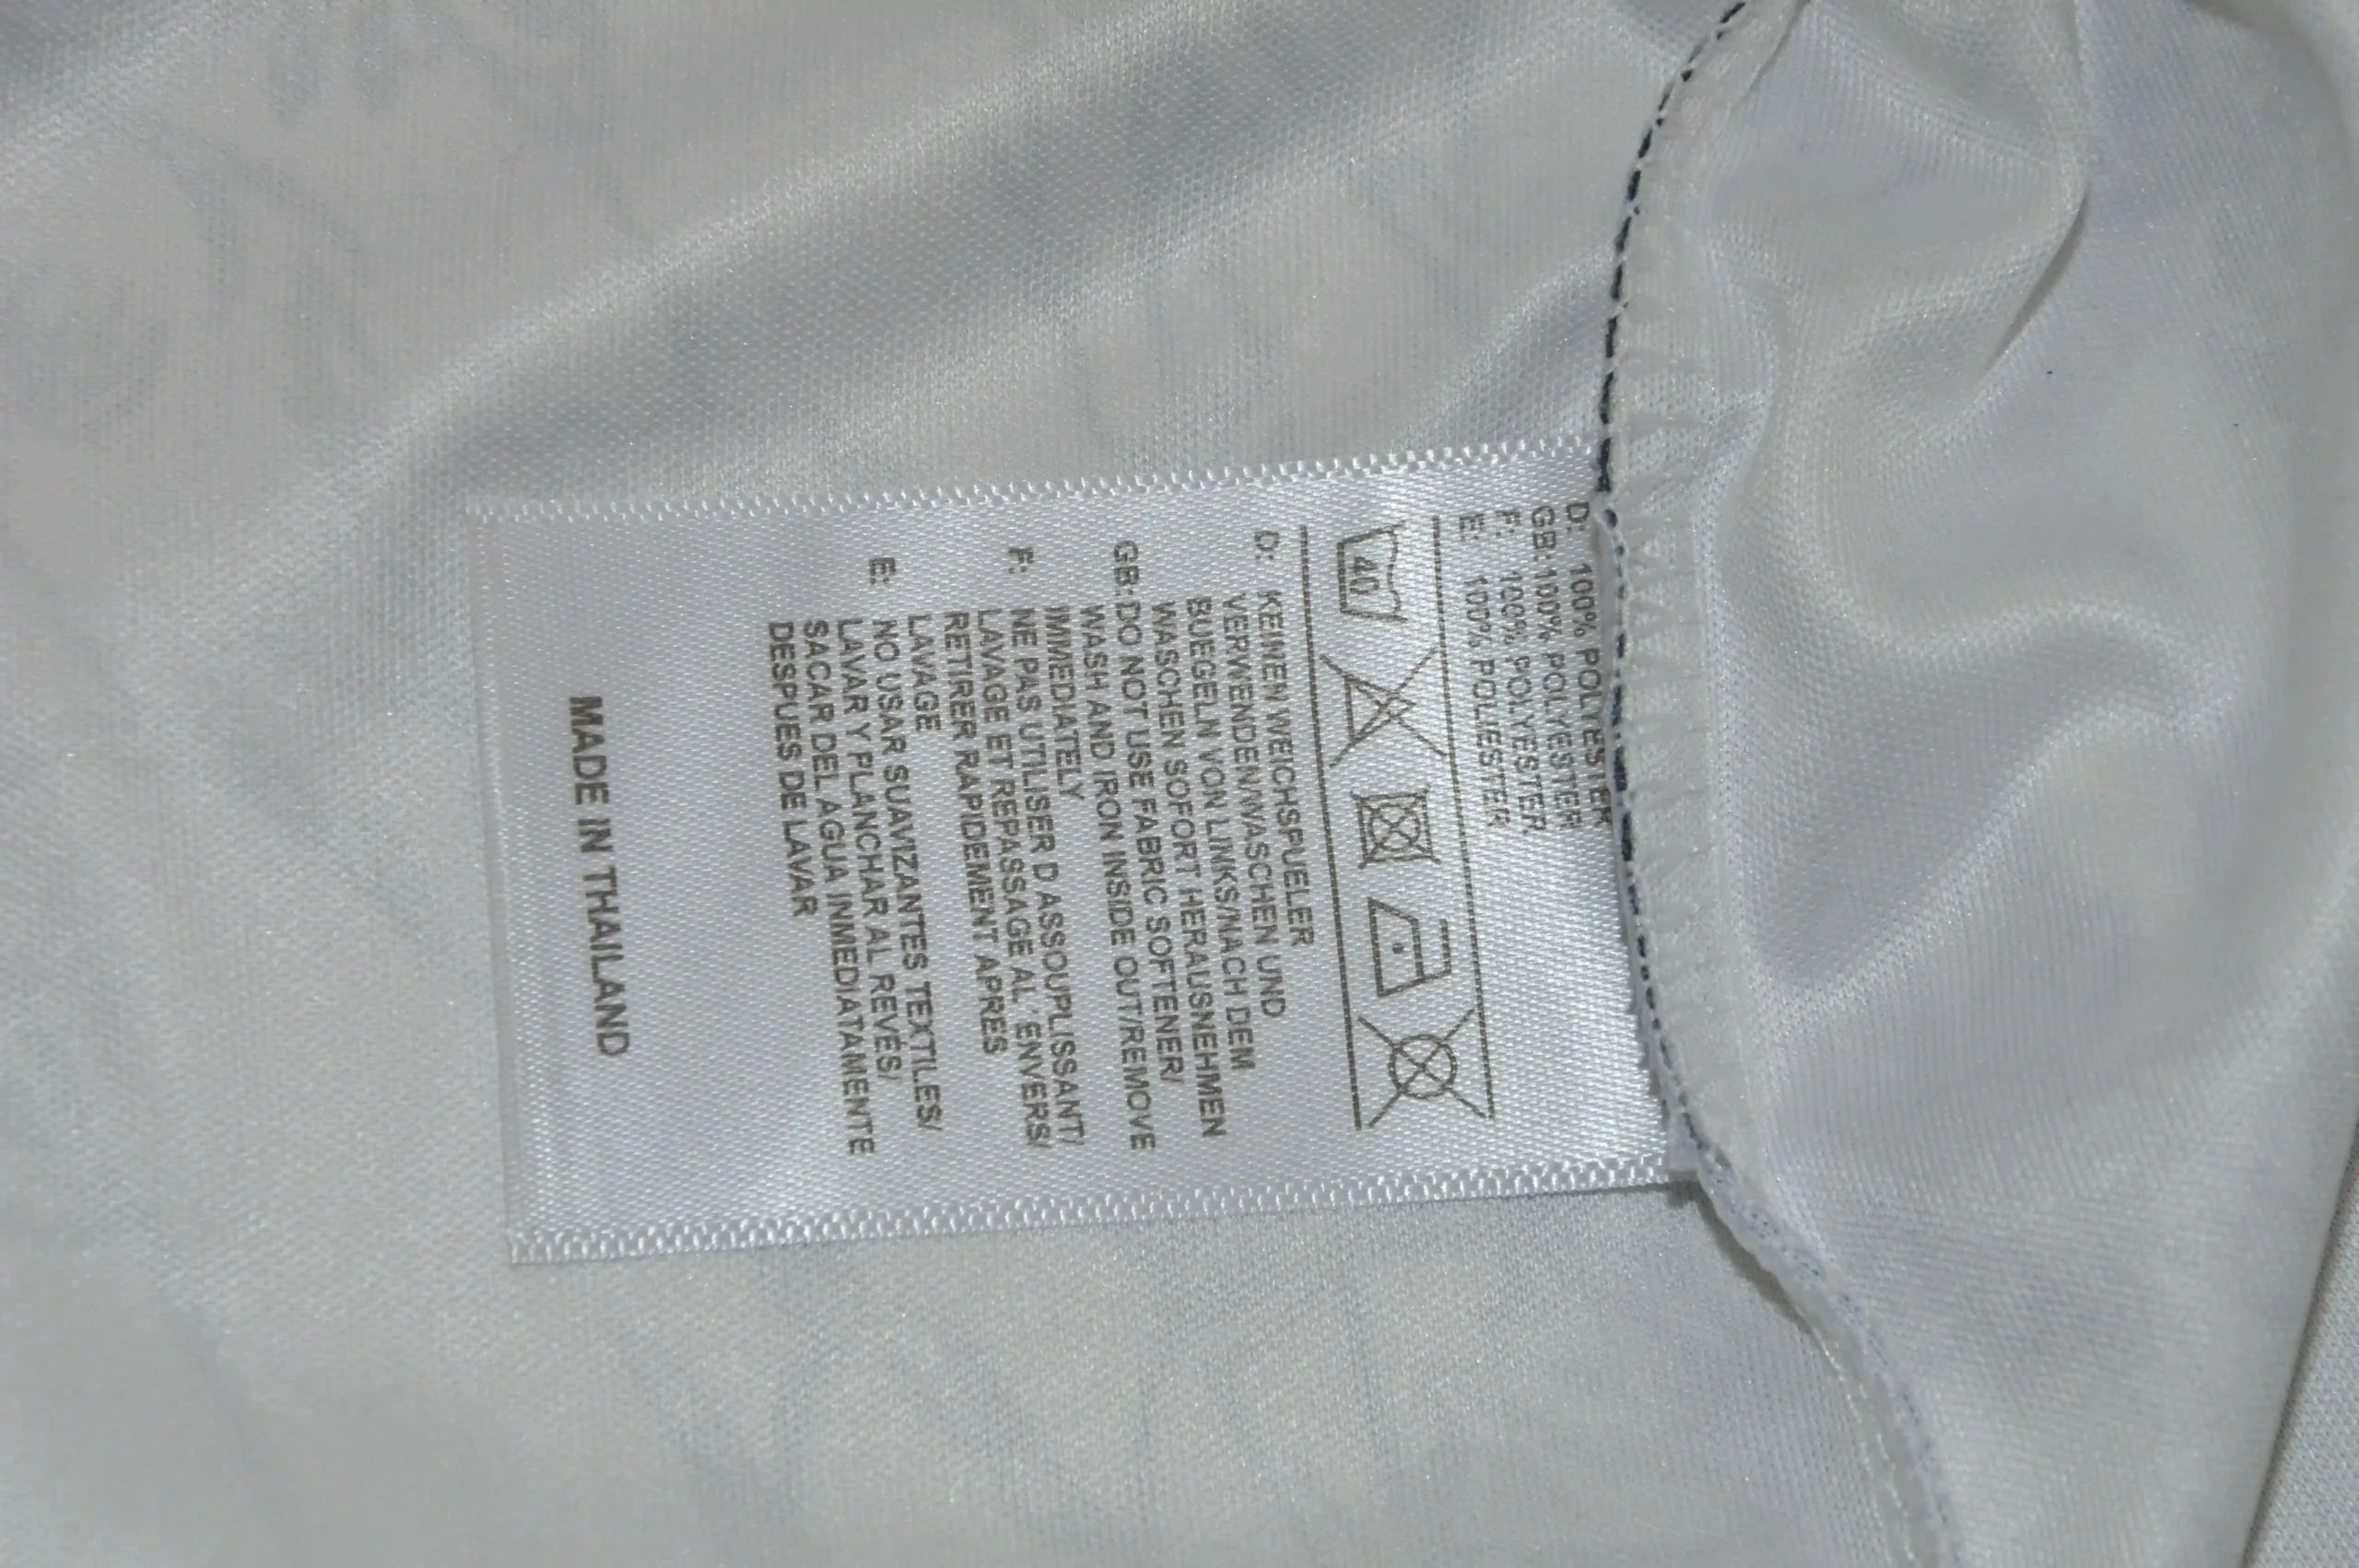 D: 100% POLYESTER
GB: 100% POLYESTER
F: 100% POLYESTER
E: 100% POLIESTER
40
D: KEINEN WEICHSPUELER
VERWENDEN/WASCHEN UND
BUEGELN VON LINKS/NACH DEM
WASCHEN SOFORT HERAUSNEHMEN
GB: DO NOT USE FABRIC SOFTENER/
WASH AND IRON INSIDE OUT/REMOVE
IMMEDIATELY
F: NE PAS UTILISER D ASSOUPLISSANT/
LAVAGE ET REPASSAGE AL ´ENVERS/
RETIRER RAPIDEMENT APRES
LAVAGE
E: NO USAR SUAVIZANTES TEXTILES/
LAVAR Y PLANCHAR AL REVÉS/
SACAR DEL AGUA INMEDIATAMENTE
DESPUES DE LAVAR
MADE IN THAILAND